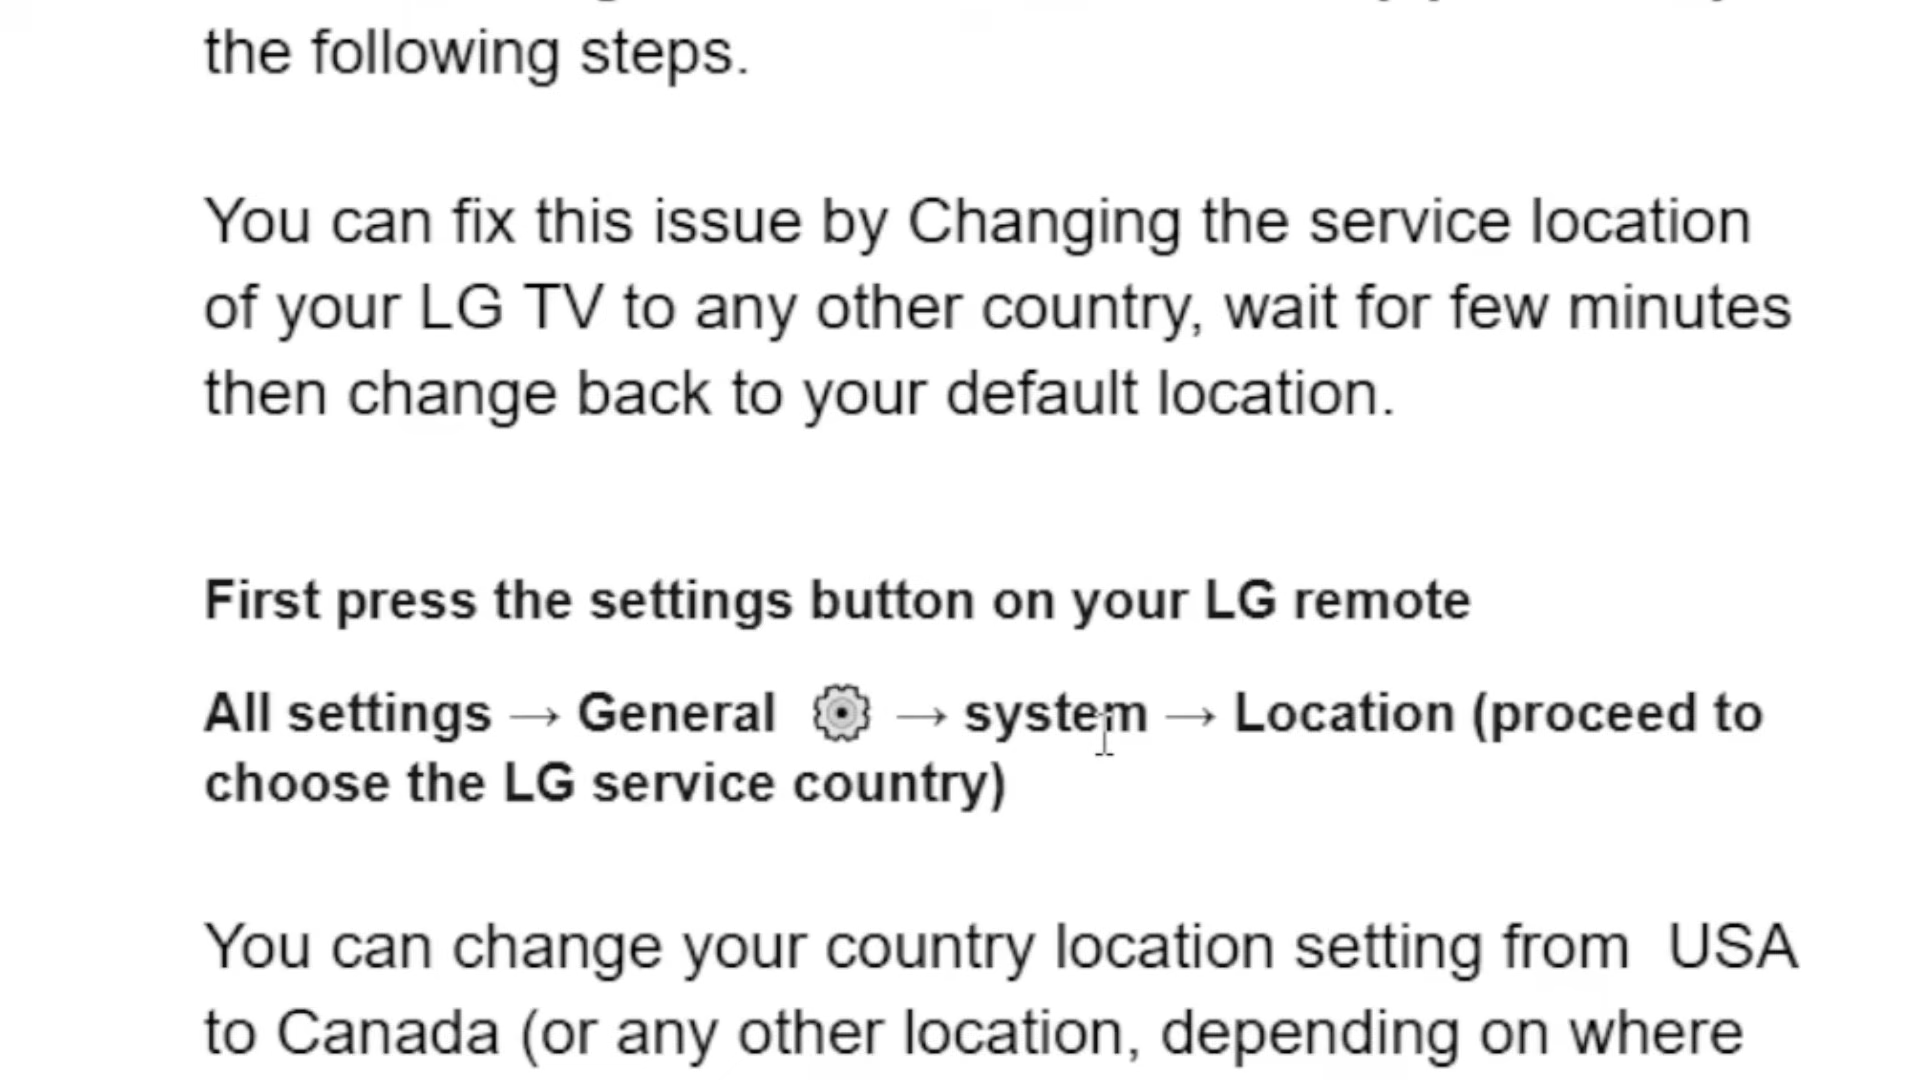 the following steps.
You can fix this issue by Changing the service location
of your LG TV to any other country, wait for few minutes
then change back to your default location.
First press the settings button on your LG remote
All settings → General → system → Location (proceed to
choose the LG service country)
You can change your country location setting from USA
to Canada (or any other location, depending on where